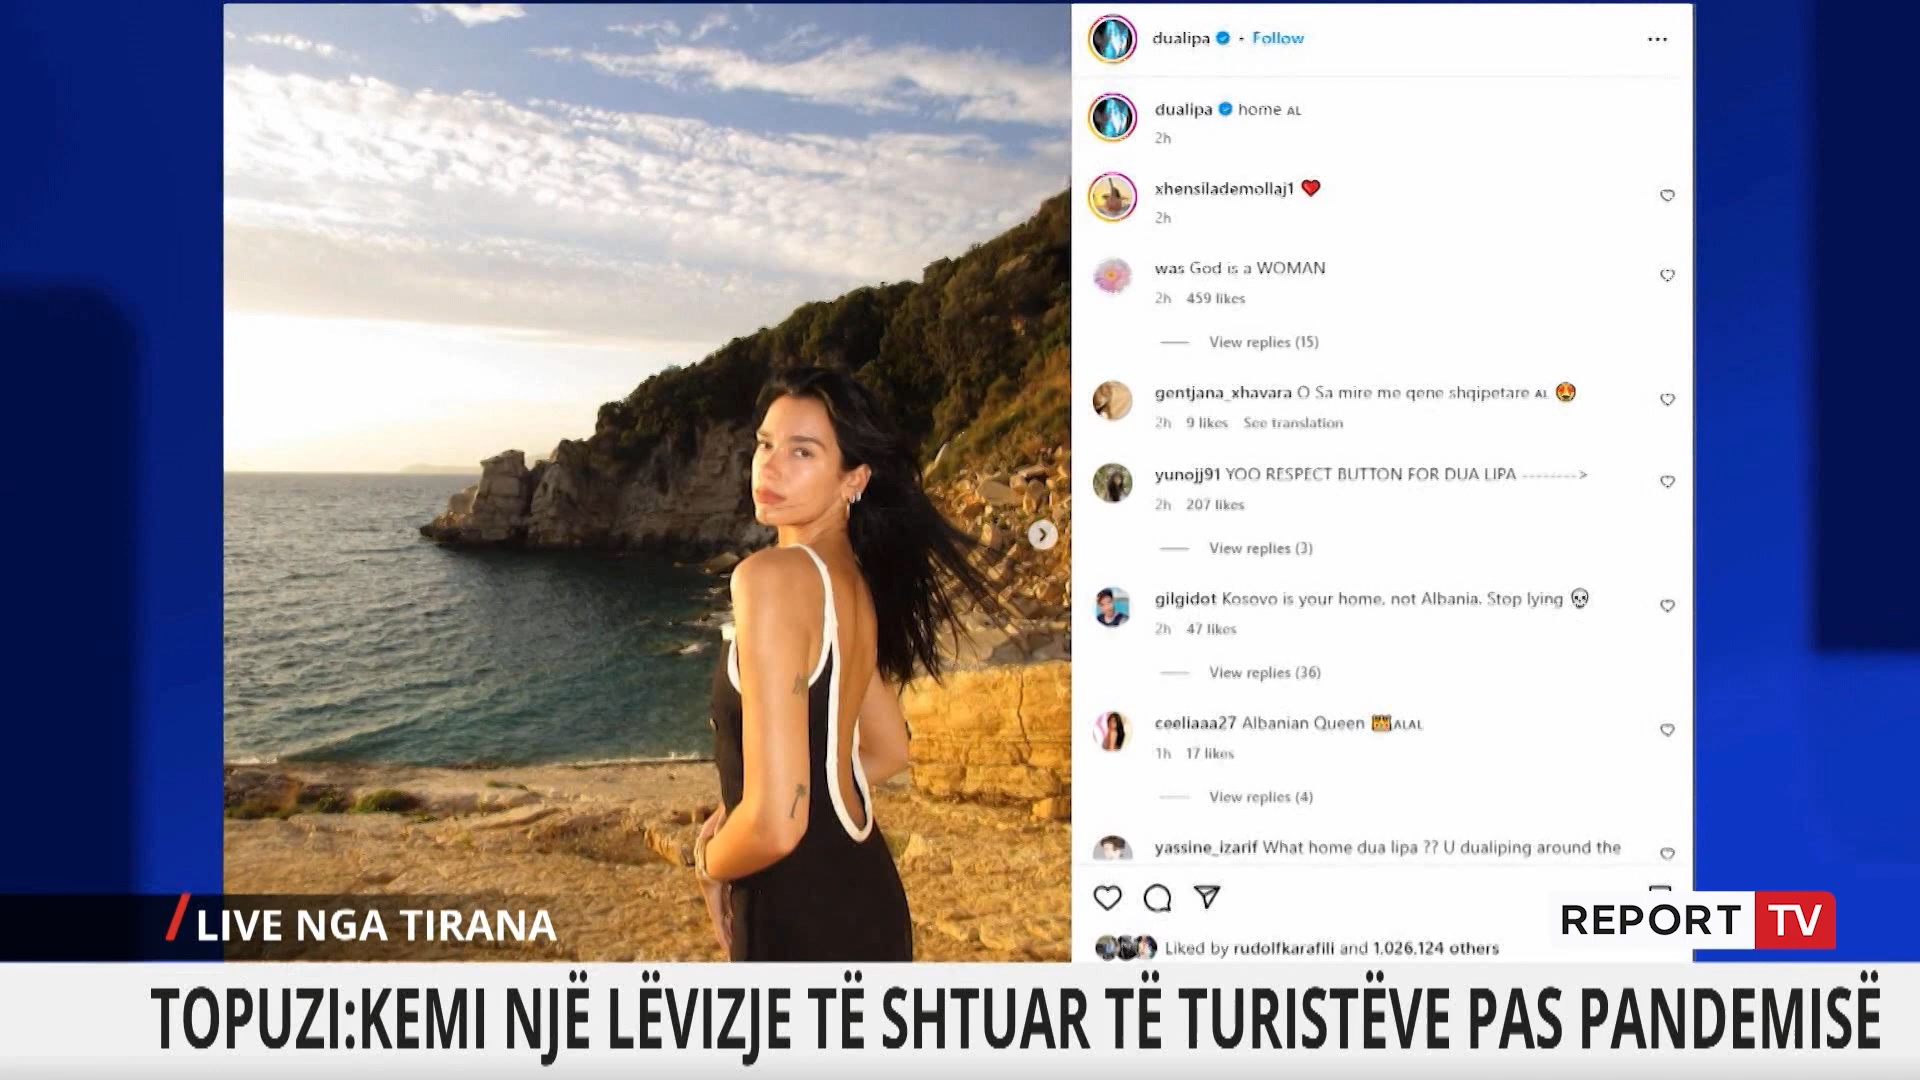 dualipa • Follow
dualipa home AL
2h
xhensilademollaj1 ❤️
2h
was God is a WOMAN
2h 459 likes
View replies (15)
gentjana_xhavara O Sa mire me qene shqipetare AL 😍
2h 9 likes See translation
yunojj91 YOO RESPECT BUTTON FOR DUA LIPA -------->
2h 207 likes
View replies (3)
gilgidot Kosovo is your home, not Albania. Stop lying 💀
2h 47 likes
View replies (36)
ceeliaaa27 Albanian Queen 👑ALAL
1h 17 likes
View replies (4)
yassine_izarif What home dua lipa ?? U dualiping around the
Liked by rudolfkarafili and 1,026,124 others
REPORT TV
/ LIVE NGA TIRANA
TOPUZI:KEMI NJË LËVIZJE TË SHTUAR TË TURISTËVE PAS PANDEMISË